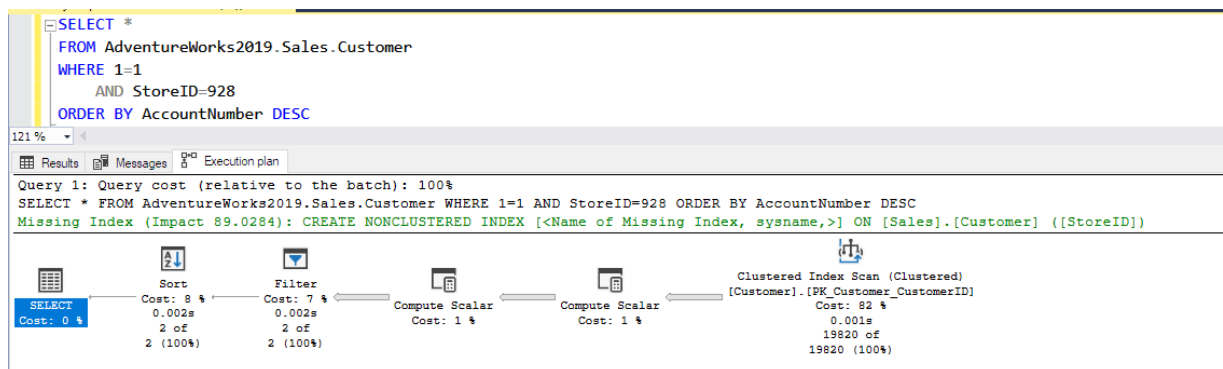 SELECT *
FROM AdventureWorks2019.Sales.Customer
WHERE 1=1
AND StoreID=928
ORDER BY AccountNumber DESC
121 %
Results Messages Execution plan
Query 1: Query cost (relative to the batch): 100%
SELECT * FROM AdventureWorks2019.Sales.Customer WHERE 1=1 AND StoreID=928 ORDER BY AccountNumber DESC
Missing Index (Impact 89.0284): CREATE NONCLUSTERED INDEX [<Name of Missing Index, sysname,>] ON [Sales].[Customer] ([StoreID])
SELECT
Cost: 0 %
Sort
Cost: 8 %
0.002s
2 of
2 (100%)
Filter
Cost: 7 %
0.002s
2 of
2 (100%)
Compute Scalar
Cost: 1 %
Compute Scalar
Cost: 1 %
Clustered Index Scan (Clustered)
[Customer].[PK_Customer_CustomerID]
Cost: 82 %
0.001s
19820 of
19820 (100%)